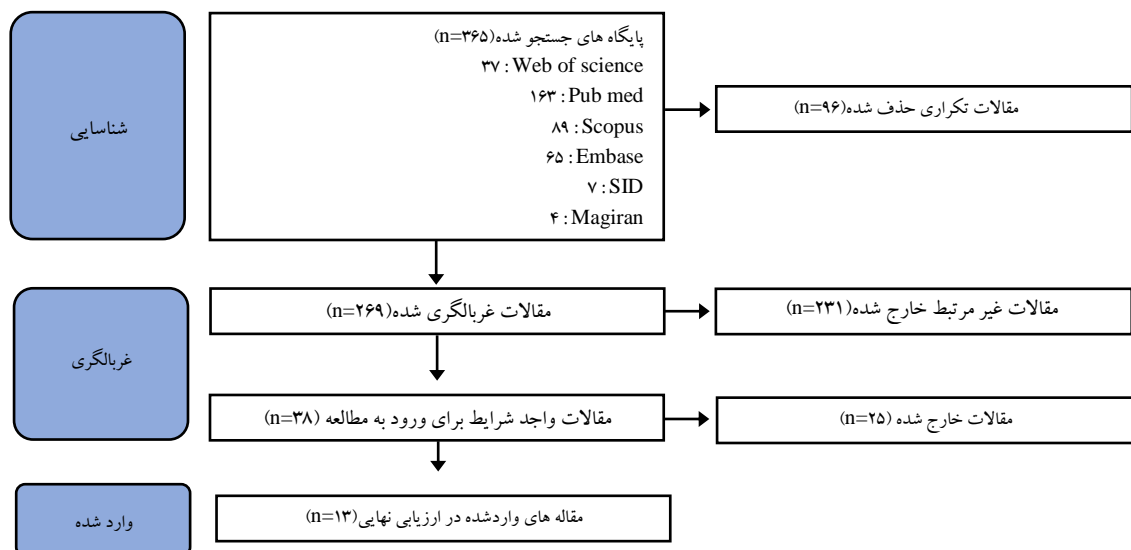 شناسایی
پایگاه های جستجو شده(n=۳۶۵)
Web of science : ۳۷
Pub med : ۱۶۳
Scopus : ۸۹
Embase : ۶۵
SID : ۷
Magiran : ۴
مقالات تکراری حذف شده(n=۹۶)
غربالگری
مقالات غربالگری شده(n=۲۶۹)
مقالات غیر مرتبط خارج شده(n=۲۳۱)
مقالات واجد شرایط برای ورود به مطالعه (n=۳۸)
مقالات خارج شده (n=۲۵)
وارد شده
مقاله های واردشده در ارزیابی نهایی(n=۱۳)